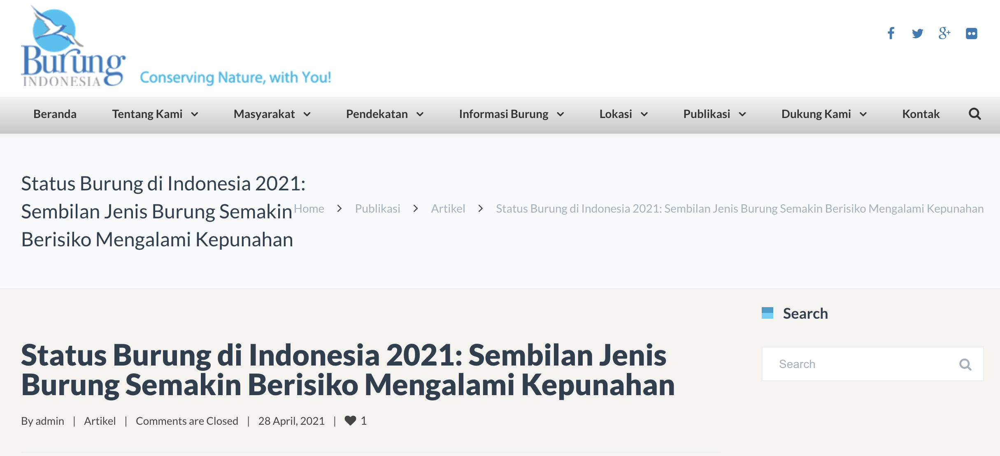 Burung
INDONESIA
Conserving Nature, with You!
Beranda Tentang Kami Masyarakat Pendekatan Informasi Burung Lokasi Publikasi Dukung Kami Kontak
Status Burung di Indonesia 2021:
Sembilan Jenis Burung Semakin
Berisiko Mengalami Kepunahan
Home > Publikasi > Artikel > Status Burung di Indonesia 2021: Sembilan Jenis Burung Semakin Berisiko Mengalami Kepunahan
Status Burung di Indonesia 2021: Sembilan Jenis
Burung Semakin Berisiko Mengalami Kepunahan
By admin | Artikel | Comments are Closed | 28 April, 2021 | 1
Search
Search